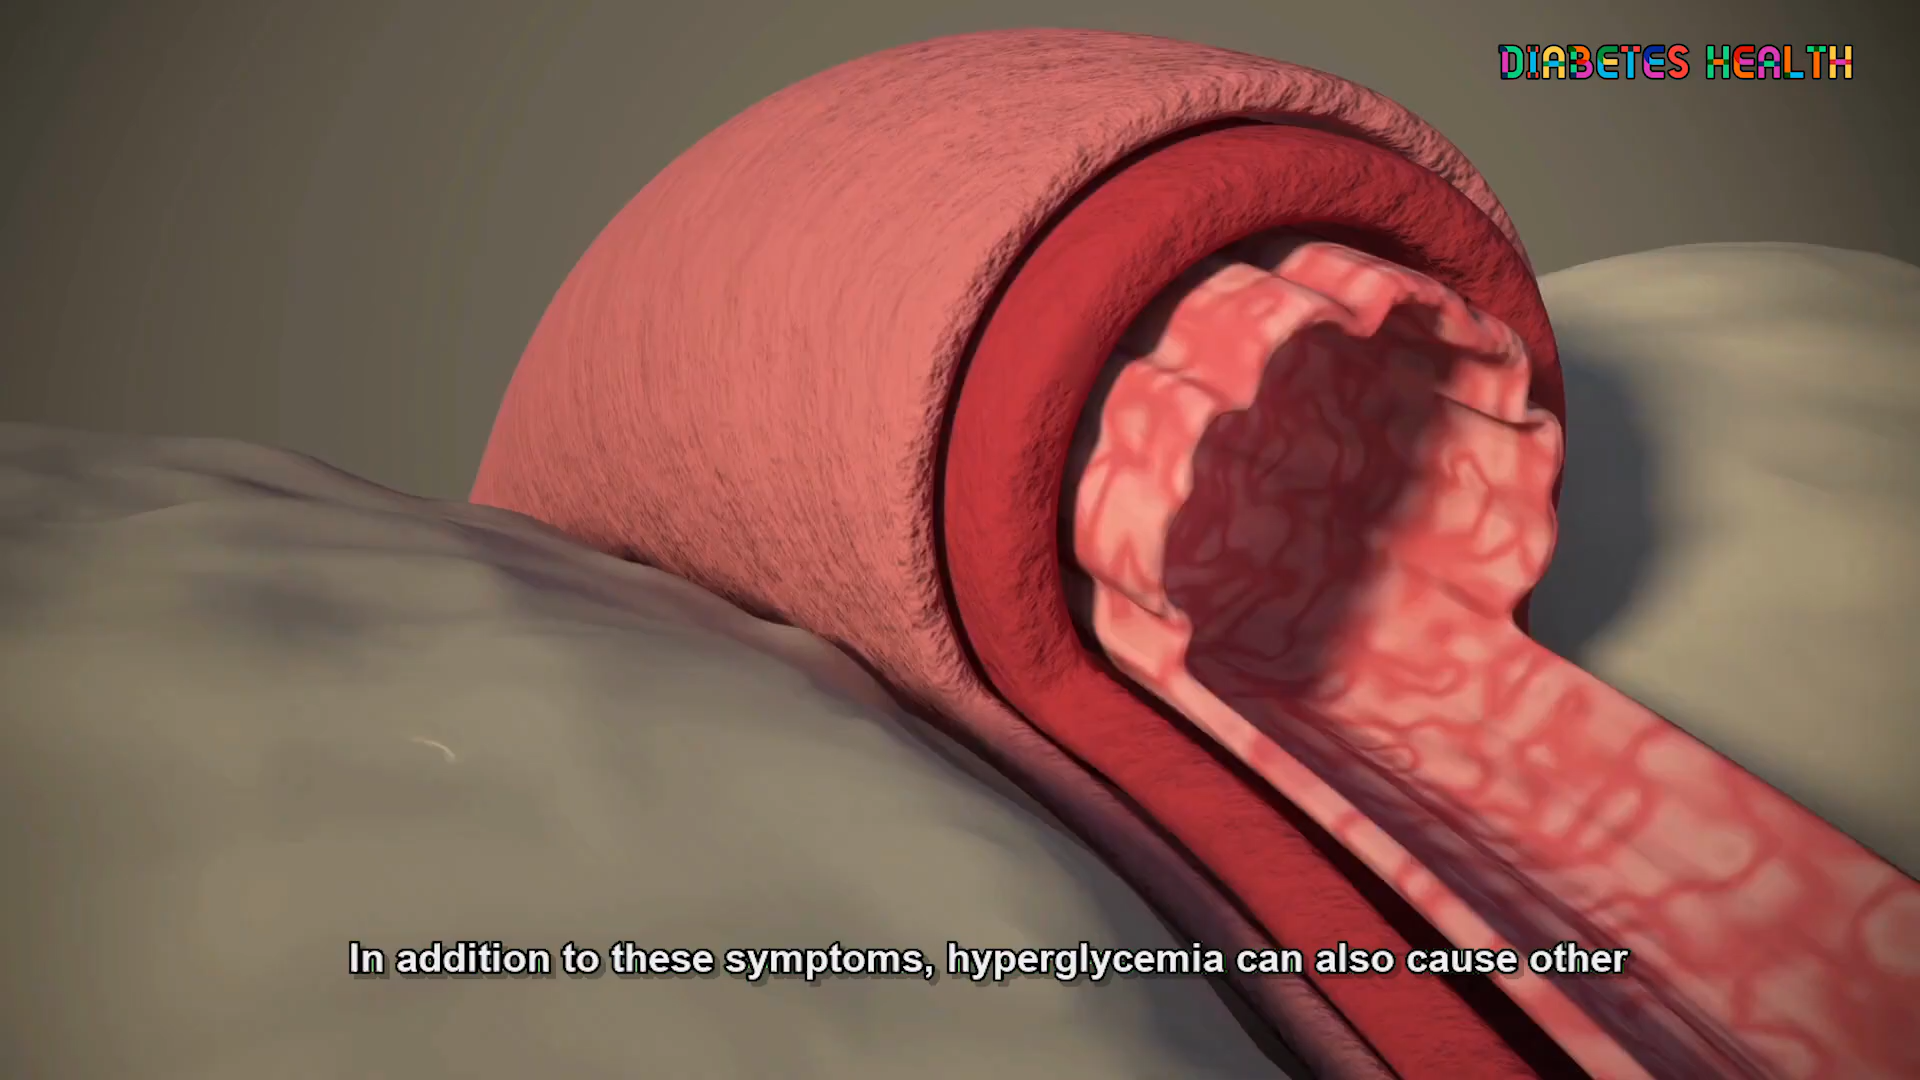 DIABETES HEALTH
In addition to these symptoms, hyperglycemia can also cause other